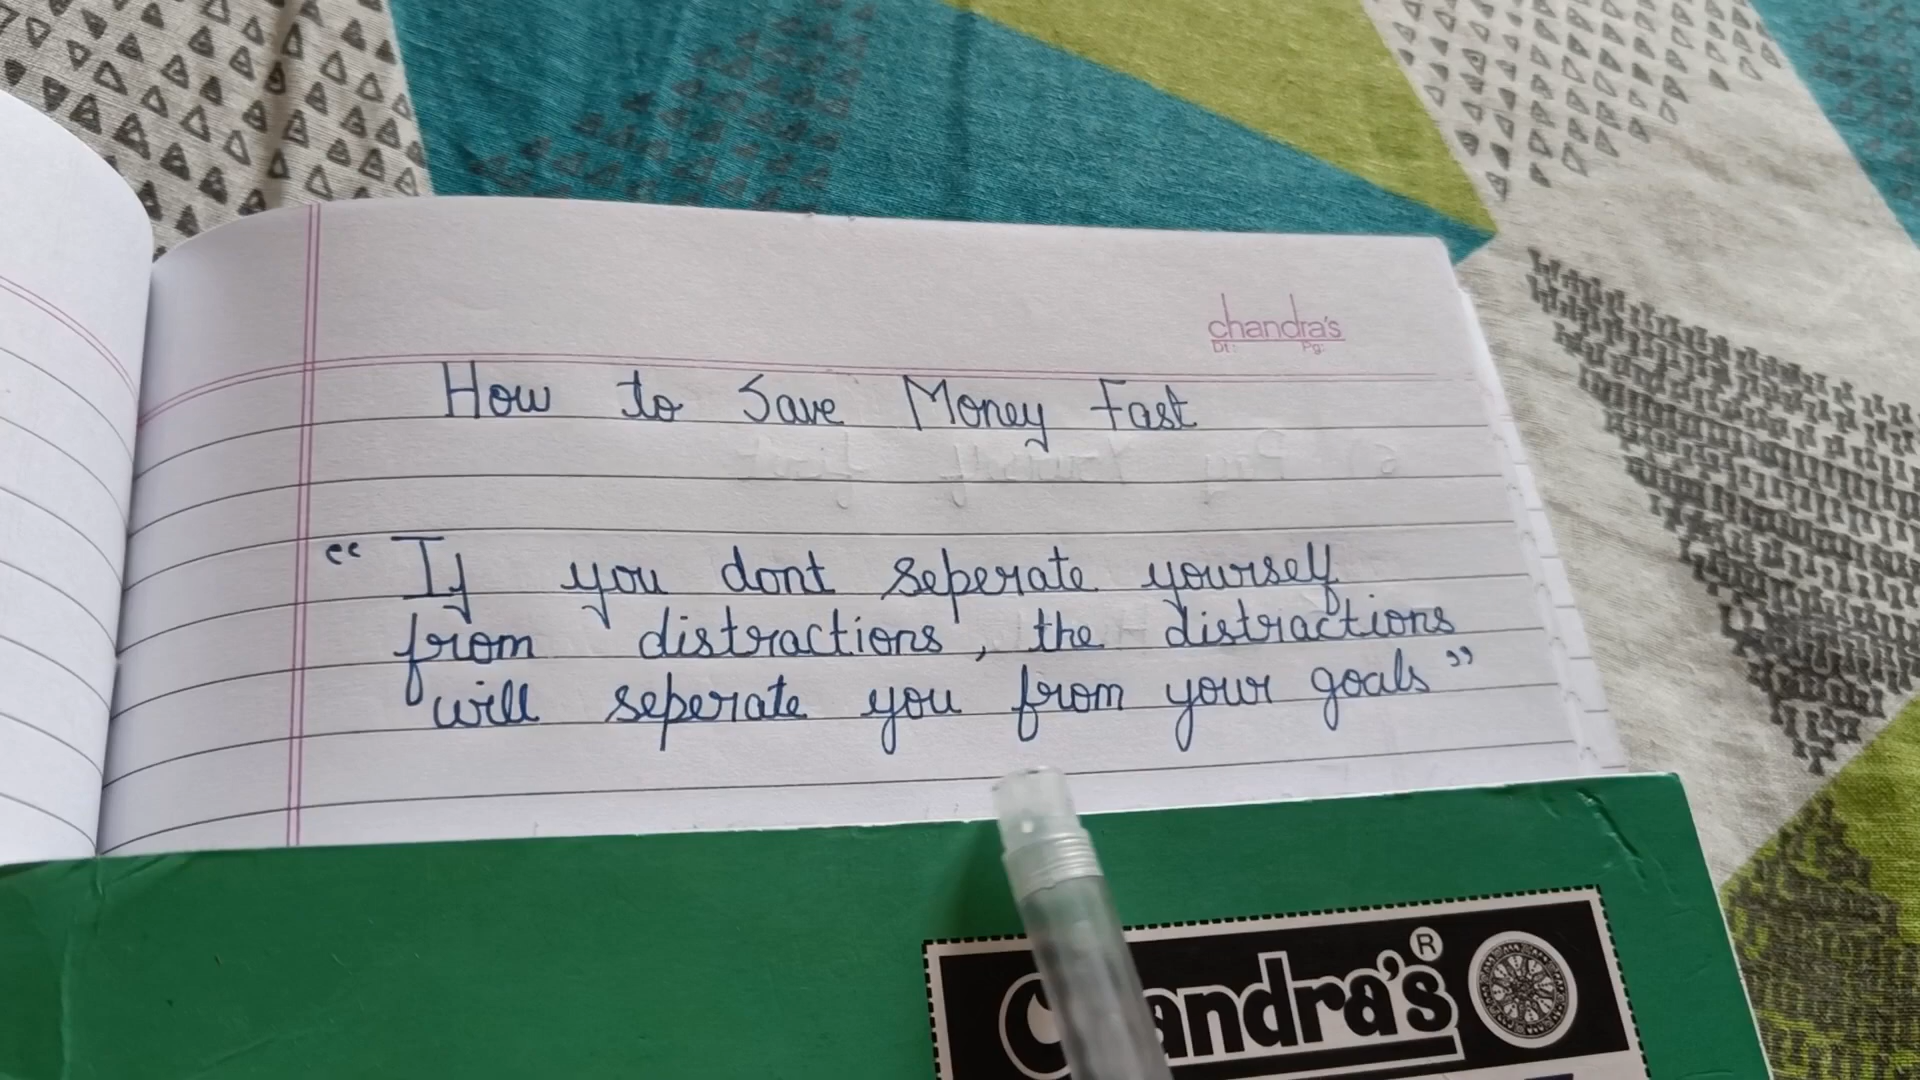 chandra's
Dt: Pg:
How to Save Money Fast
“ If you dont seperate yourself
from distractions, the distractions
will seperate you from your goals ”
Chandra's ®